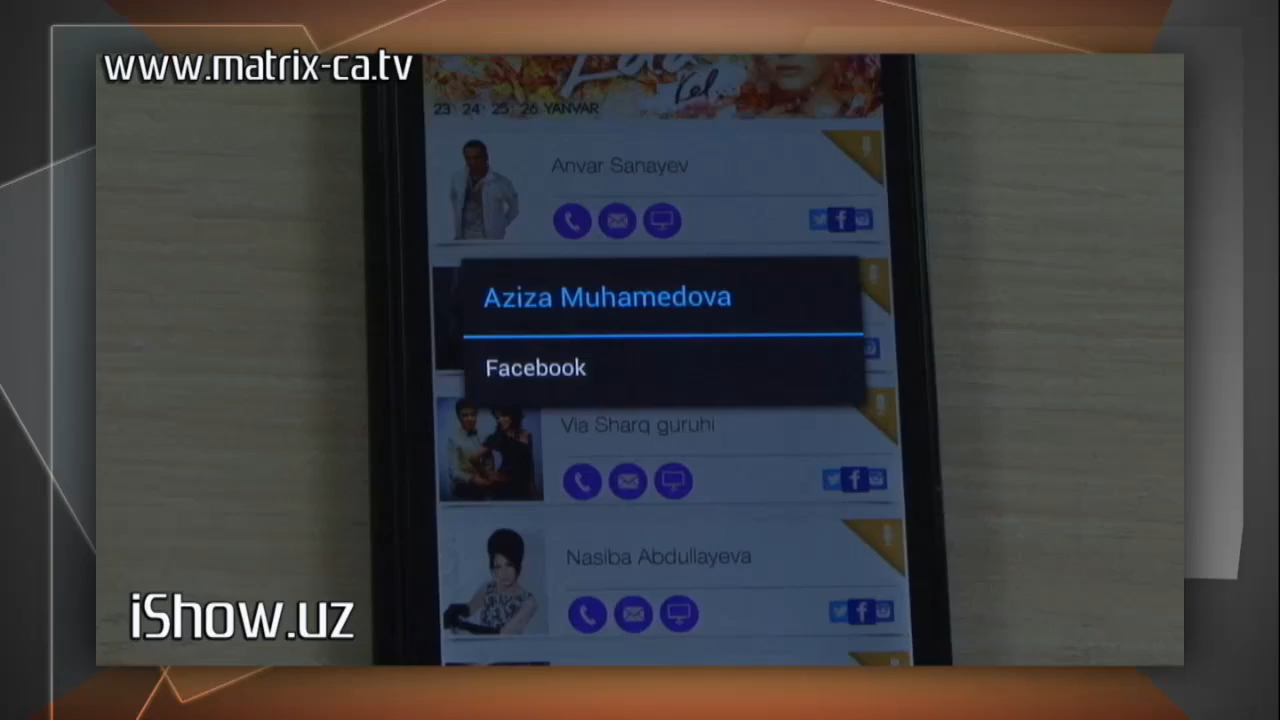 www.matrix-ca.tv
23 · 24 · 25 · 26 YANVAR
Anvar Sanayev
Aziza Muhamedova
Facebook
Via Sharq guruhi
Nasiba Abdullayeva
iShow.uz